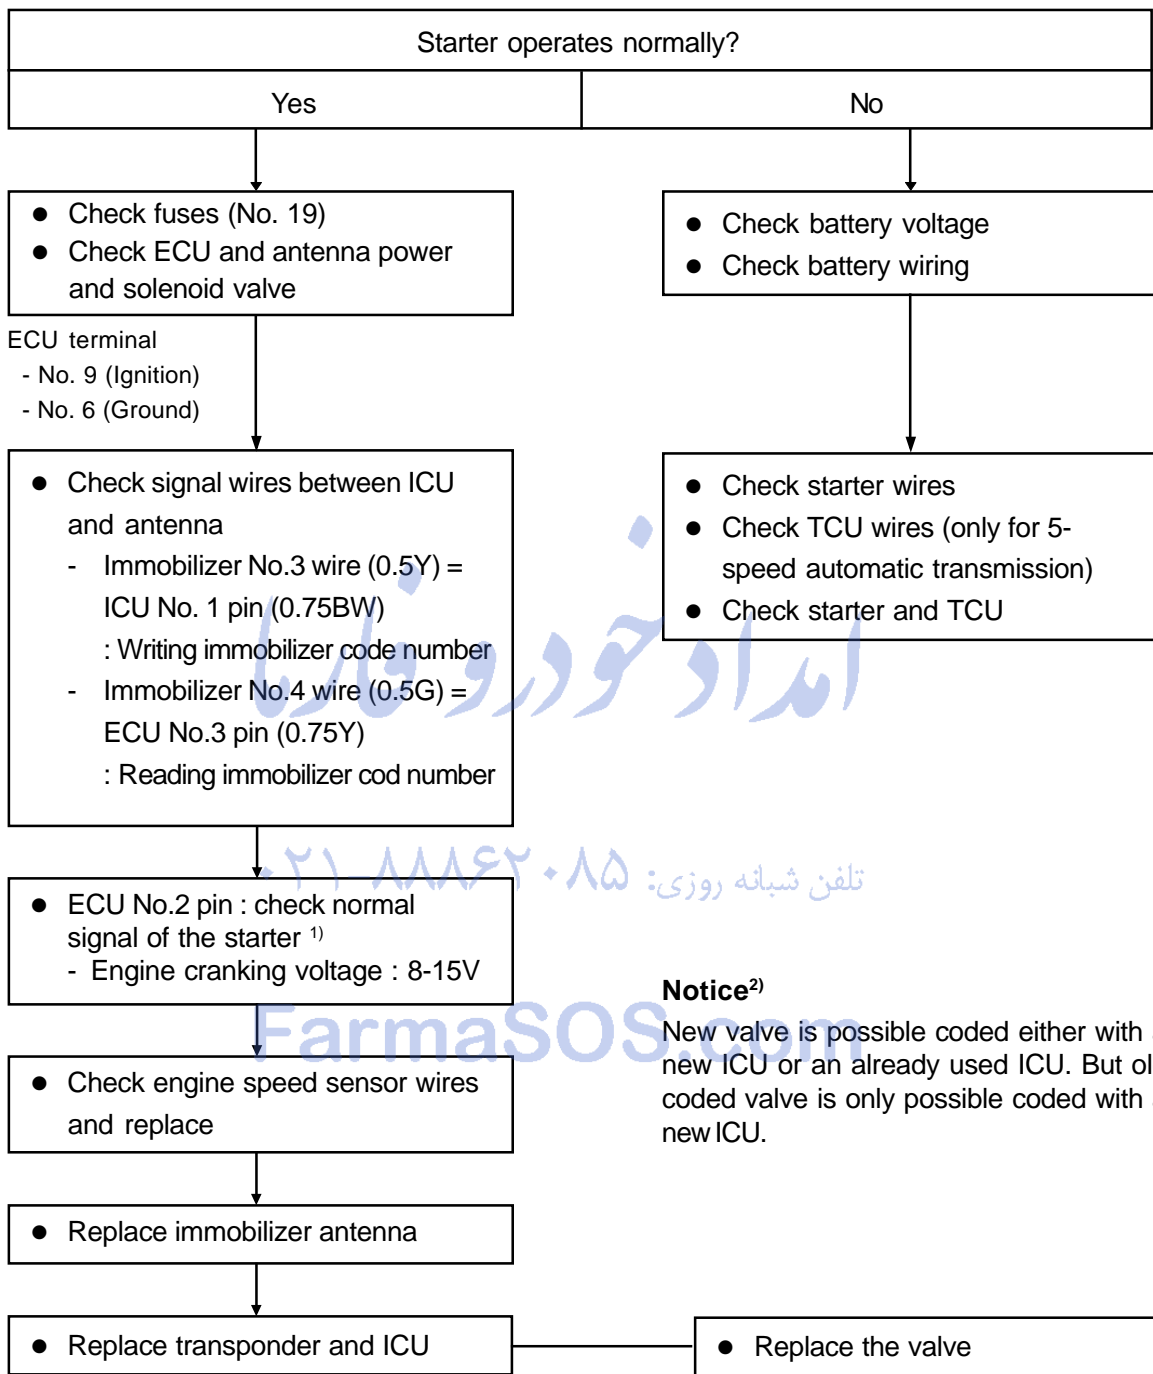 Starter operates normally?
Yes
No
● Check fuses (No. 19)
● Check ECU and antenna power
and solenoid valve
ECU terminal
- No. 9 (Ignition)
- No. 6 (Ground)
● Check signal wires between ICU
and antenna
- Immobilizer No.3 wire (0.5Y) =
ICU No. 1 pin (0.75BW)
: Writing immobilizer code number
- Immobilizer No.4 wire (0.5G) =
ECU No.3 pin (0.75Y)
: Reading immobilizer cod number
● ECU No.2 pin : check normal
signal of the starter 1)
- Engine cranking voltage : 8-15V
● Check engine speed sensor wires
and replace
● Replace immobilizer antenna
● Replace transponder and ICU
● Check battery voltage
● Check battery wiring
● Check starter wires
● Check TCU wires (only for 5-
speed automatic transmission)
● Check starter and TCU
Notice2)
New valve is possible coded either with
new ICU or an already used ICU. But ol
coded valve is only possible coded with
new ICU.
● Replace the valve
امداد خودرو فارما
تلفن شبانه روزی: ۸۸۸۶۲۰۸۵-۰۲۱
FarmaSOS.com